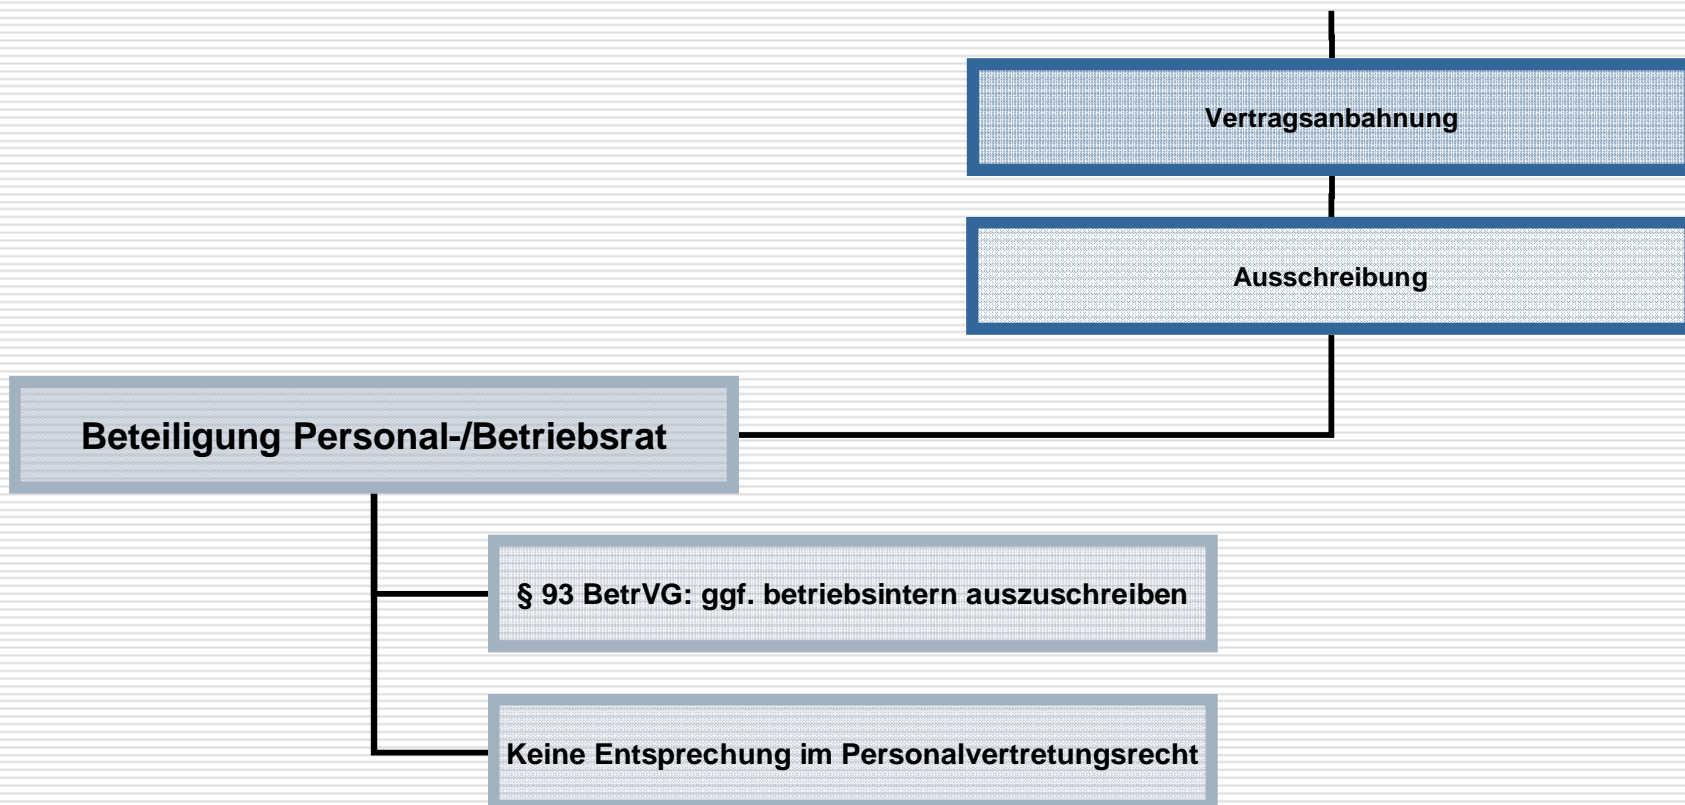 Vertragsanbahnung
Ausschreibung
Beteiligung Personal-/Betriebsrat
§ 93 BetrVG: ggf. betriebsintern auszuschreiben
Keine Entsprechung im Personalvertretungsrecht